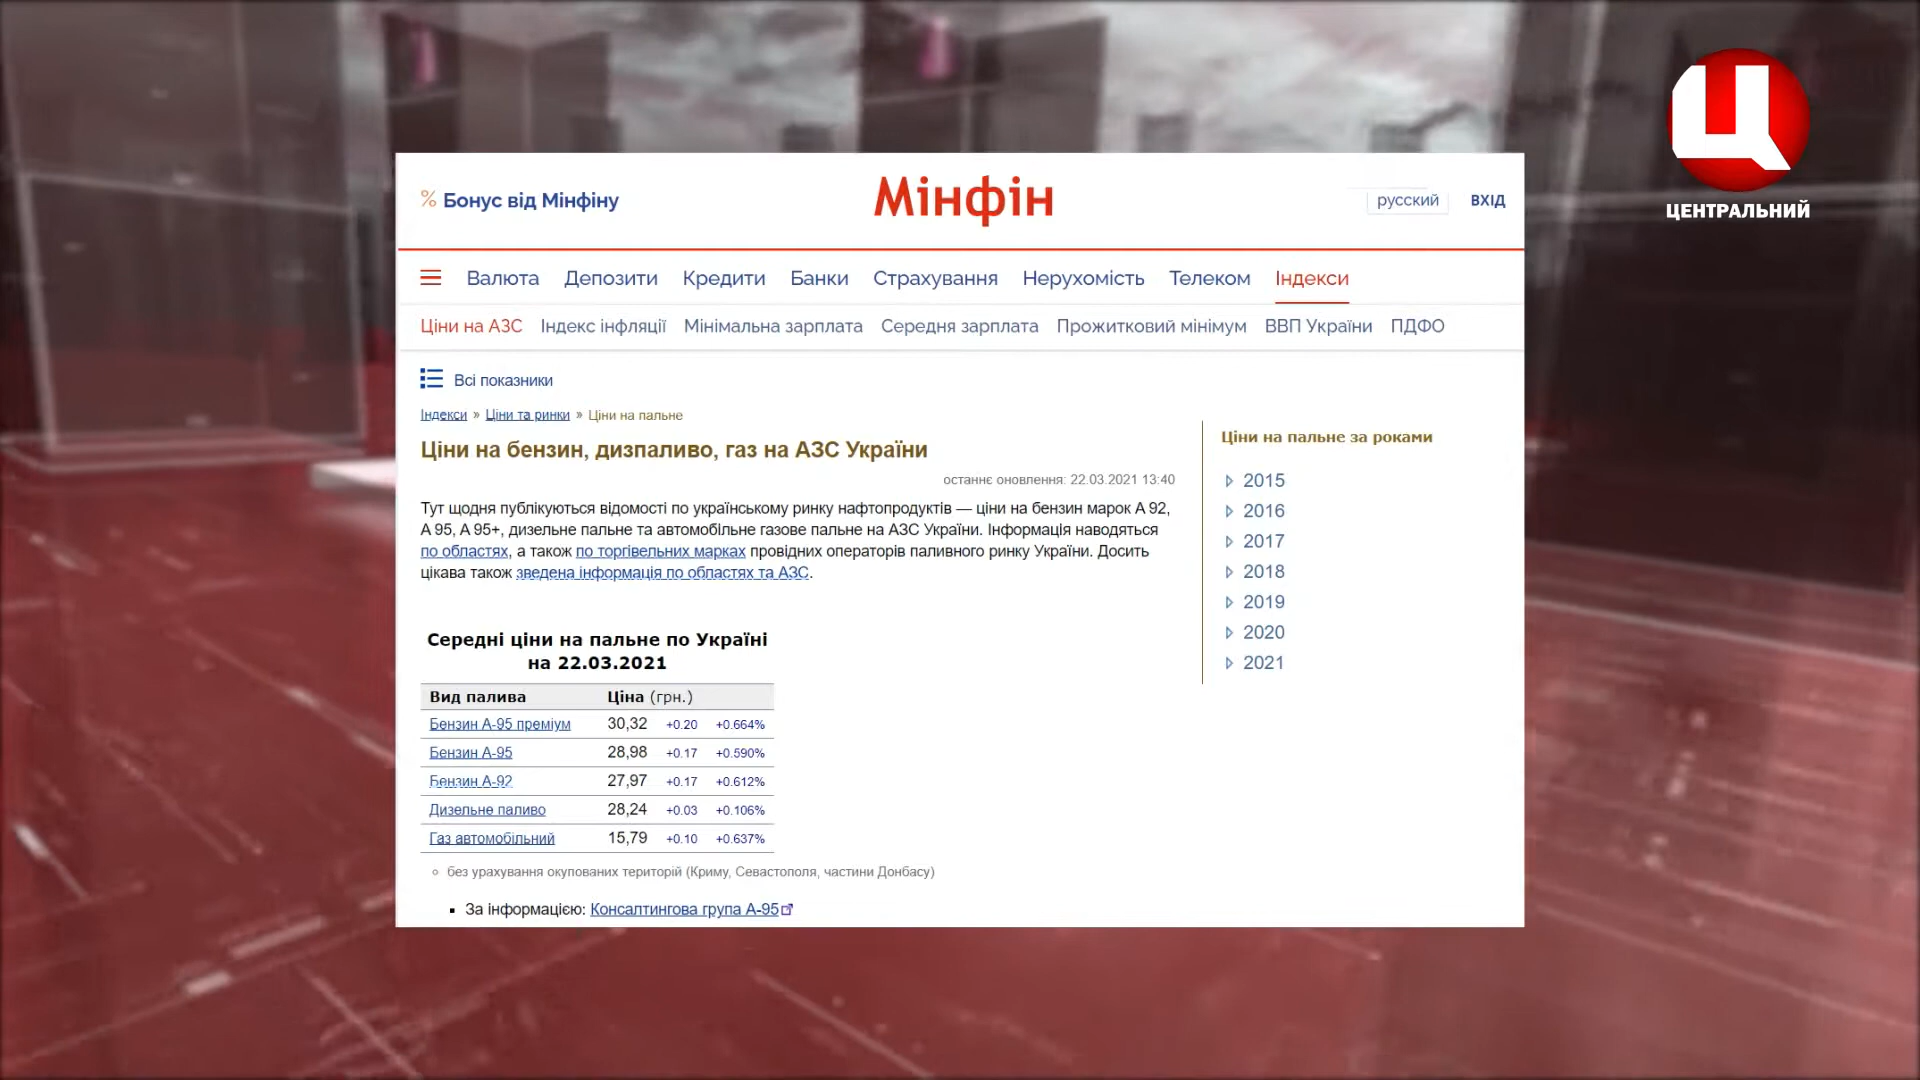 Ц
ЦЕНТРАЛЬНИЙ
% Бонус від Мінфіну
Мінфін
русский
ВХІД
Валюта Депозити Кредити Банки Страхування Нерухомість Телеком Індекси
Ціни на АЗС Індекс інфляції Мінімальна зарплата Середня зарплата Прожитковий мінімум ВВП України ПДФО
Всі показники
Індекси » Ціни та ринки » Ціни на пальне
Ціни на бензин, дизпаливо, газ на АЗС України
останнє оновлення: 22.03.2021 13:40
Тут щодня публікуються відомості по українському ринку нафтопродуктів — ціни на бензин марок А 92,
А 95, А 95+, дизельне пальне та автомобільне газове пальне на АЗС України. Інформація наводяться
по областях, а також по торгівельних марках провідних операторів паливного ринку України. Досить
цікава також зведена інформація по областях та АЗС.
Середні ціни на пальне по Україні
на 22.03.2021
Вид палива Ціна (грн.)
Бензин А-95 преміум 30,32 +0.20 +0.664%
Бензин А-95 28,98 +0.17 +0.590%
Бензин А-92 27,97 +0.17 +0.612%
Дизельне паливо 28,24 +0.03 +0.106%
Газ автомобільний 15,79 +0.10 +0.637%
без урахування окупованих територій (Криму, Севастополя, частини Донбасу)
За інформацією: Консалтингова група А-95
Ціни на пальне за роками
2015
2016
2017
2018
2019
2020
2021